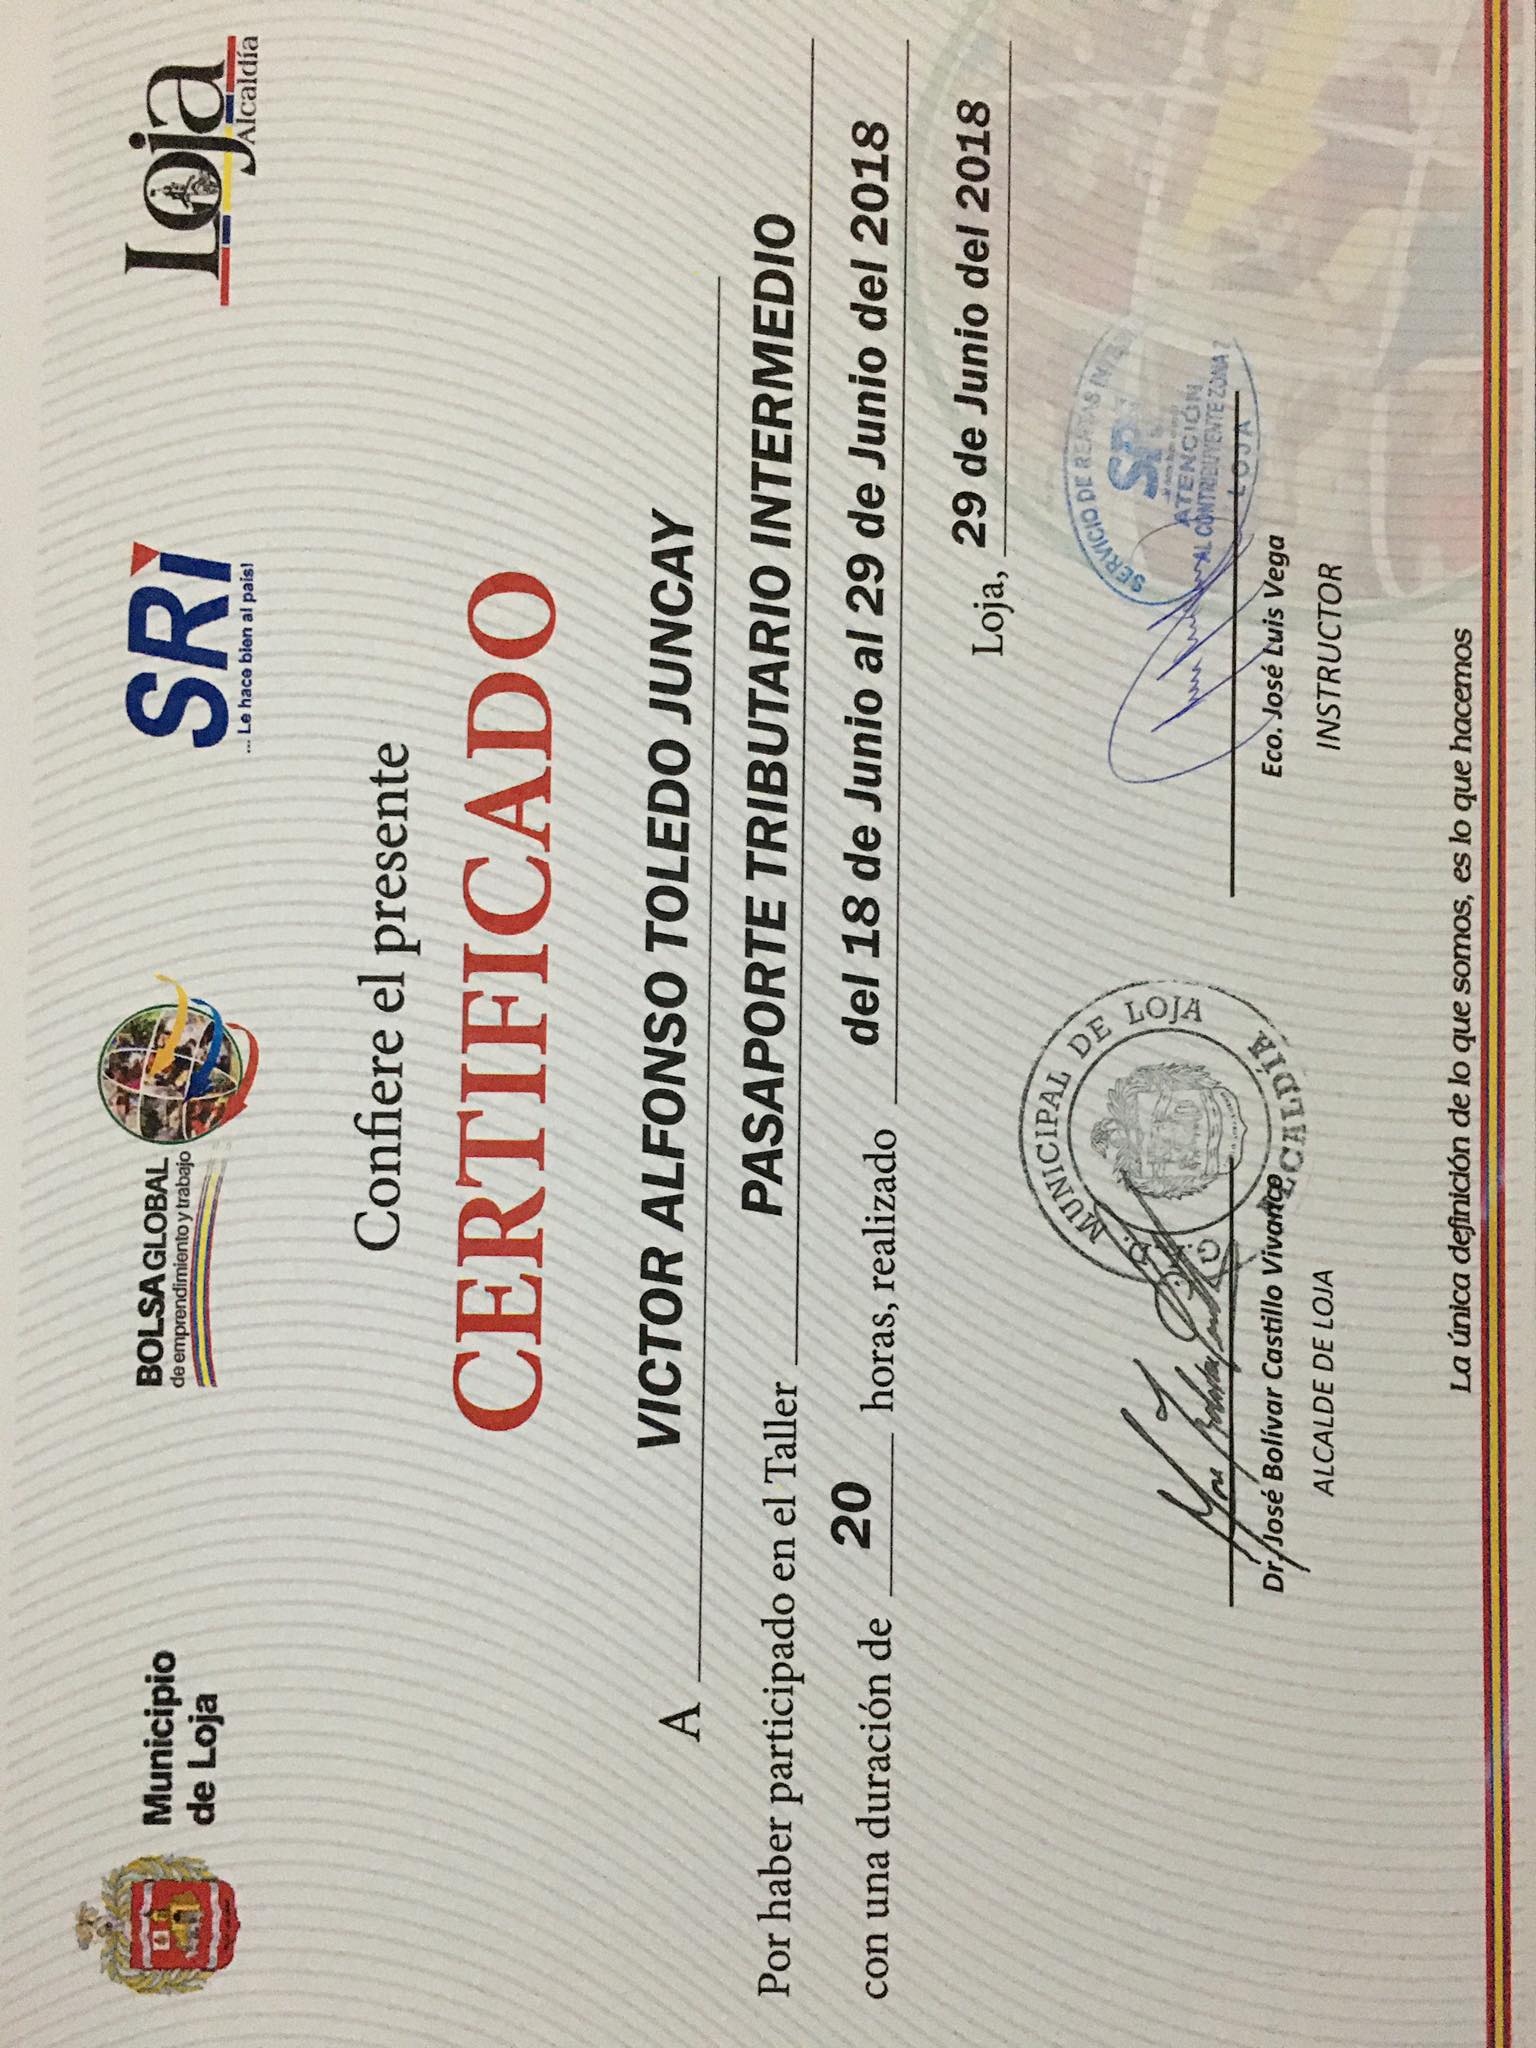 Municipio
de Loja
BOLSA GLOBAL
de emprendimiento y trabajo
SRi
... Le hace bien al país!
Loja
Alcaldía
Confiere el presente
CERTIFICADO
A VICTOR ALFONSO TOLEDO JUNCAY
Por haber participado en el Taller PASAPORTE TRIBUTARIO INTERMEDIO
con una duración de 20 horas, realizado del 18 de Junio al 29 de Junio del 2018
Loja, 29 de Junio del 2018
G.A.D. MUNICIPAL DE LOJA
ALCALDÍA
Dr. José Bolívar Castillo Vivanco
ALCALDE DE LOJA
SERVICIO DE RENTAS
SRI
ATENCIÓN
AL CONTRIBUYENTE ZONA 7
LOJA
Eco. José Luis Vega
INSTRUCTOR
La única definición de lo que somos, es lo que hacemos